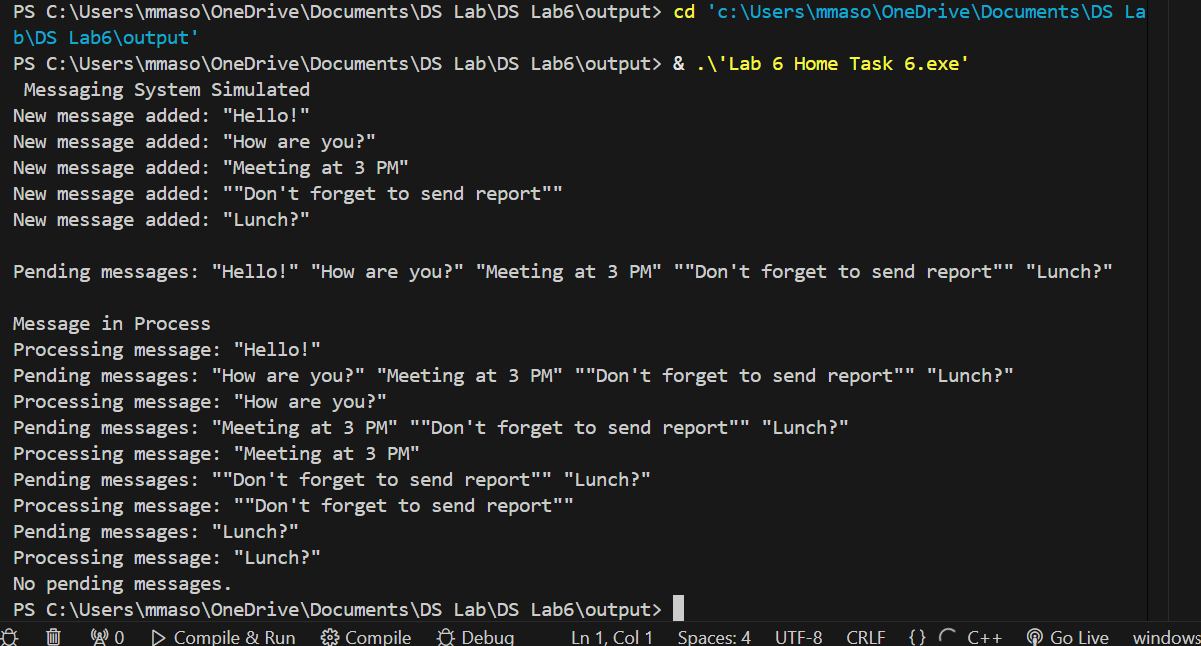 PS C:\Users\mmaso\OneDrive\Documents\DS Lab\DS Lab6\output> cd 'c:\Users\mmaso\OneDrive\Documents\DS La
b\DS Lab6\output'
PS C:\Users\mmaso\OneDrive\Documents\DS Lab\DS Lab6\output> & .\'Lab 6 Home Task 6.exe'
 Messaging System Simulated
New message added: "Hello!"
New message added: "How are you?"
New message added: "Meeting at 3 PM"
New message added: ""Don't forget to send report""
New message added: "Lunch?"

Pending messages: "Hello!" "How are you?" "Meeting at 3 PM" ""Don't forget to send report"" "Lunch?"

Message in Process
Processing message: "Hello!"
Pending messages: "How are you?" "Meeting at 3 PM" ""Don't forget to send report"" "Lunch?"
Processing message: "How are you?"
Pending messages: "Meeting at 3 PM" ""Don't forget to send report"" "Lunch?"
Processing message: "Meeting at 3 PM"
Pending messages: ""Don't forget to send report"" "Lunch?"
Processing message: ""Don't forget to send report""
Pending messages: "Lunch?"
Processing message: "Lunch?"
No pending messages.
PS C:\Users\mmaso\OneDrive\Documents\DS Lab\DS Lab6\output>
0 Compile & Run Compile Debug Ln 1, Col 1 Spaces: 4 UTF-8 CRLF {} C++ Go Live windows